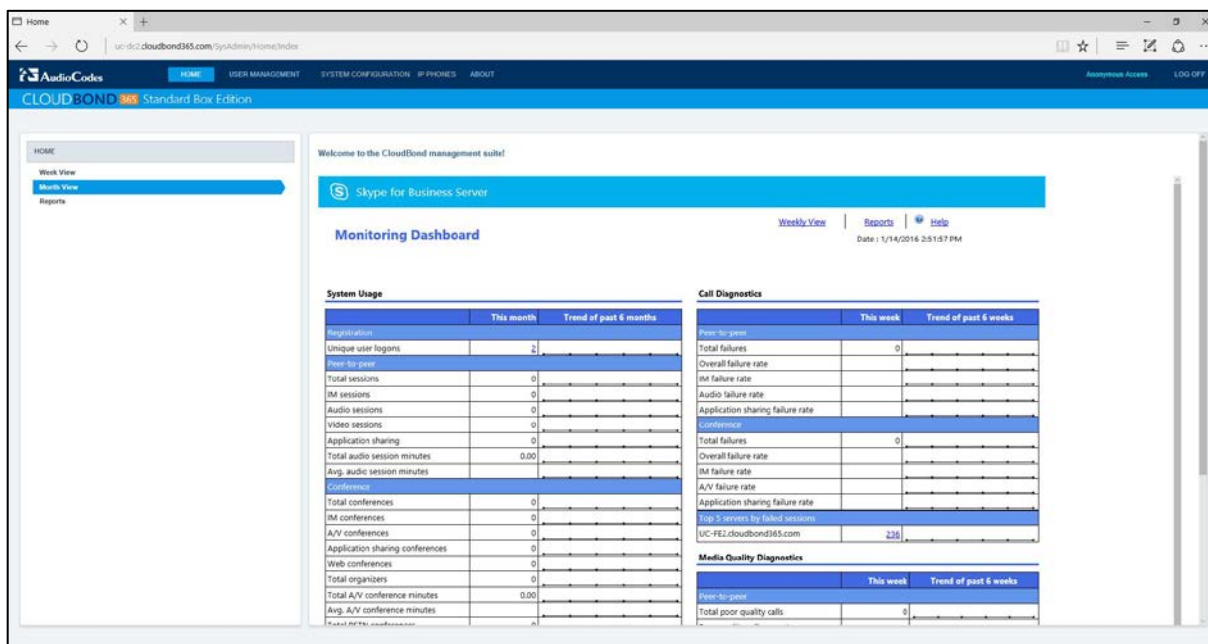 Home
uc-dc2.cloudbond365.com/SysAdmin/Home/Index
AudioCodes HOME USER MANAGEMENT SYSTEM CONFIGURATION IP PHONES ABOUT Anonymous Access LOG OFF
CLOUDBOND 365 Standard Box Edition
HOME
Week View
Month View
Reports
Welcome to the CloudBond management suite!
Skype for Business Server
Monitoring Dashboard
Weekly View Reports Help
Date : 1/14/2016 2:51:57 PM
System Usage
This month Trend of past 6 months
Registration
Unique user logons 2
Peer-to-peer
Total sessions 0
IM sessions 0
Audio sessions 0
Video sessions 0
Application sharing 0
Total audio session minutes 0.00
Avg. audio session minutes
Conference
Total conferences 0
IM conferences 0
A/V conferences 0
Application sharing conferences 0
Web conferences 0
Total organizers 0
Total A/V conference minutes 0.00
Avg. A/V conference minutes
Total PSTN conferences 0
Call Diagnostics
This week Trend of past 6 weeks
Peer-to-peer
Total failures 0
Overall failure rate
IM failure rate
Audio failure rate
Application sharing failure rate
Conference
Total failures 0
Overall failure rate
IM failure rate
A/V failure rate
Application sharing failure rate
Top 5 servers by failed sessions
UC-FE2.cloudbond365.com 236
Media Quality Diagnostics
This week Trend of past 6 weeks
Peer-to-peer
Total poor quality calls 0